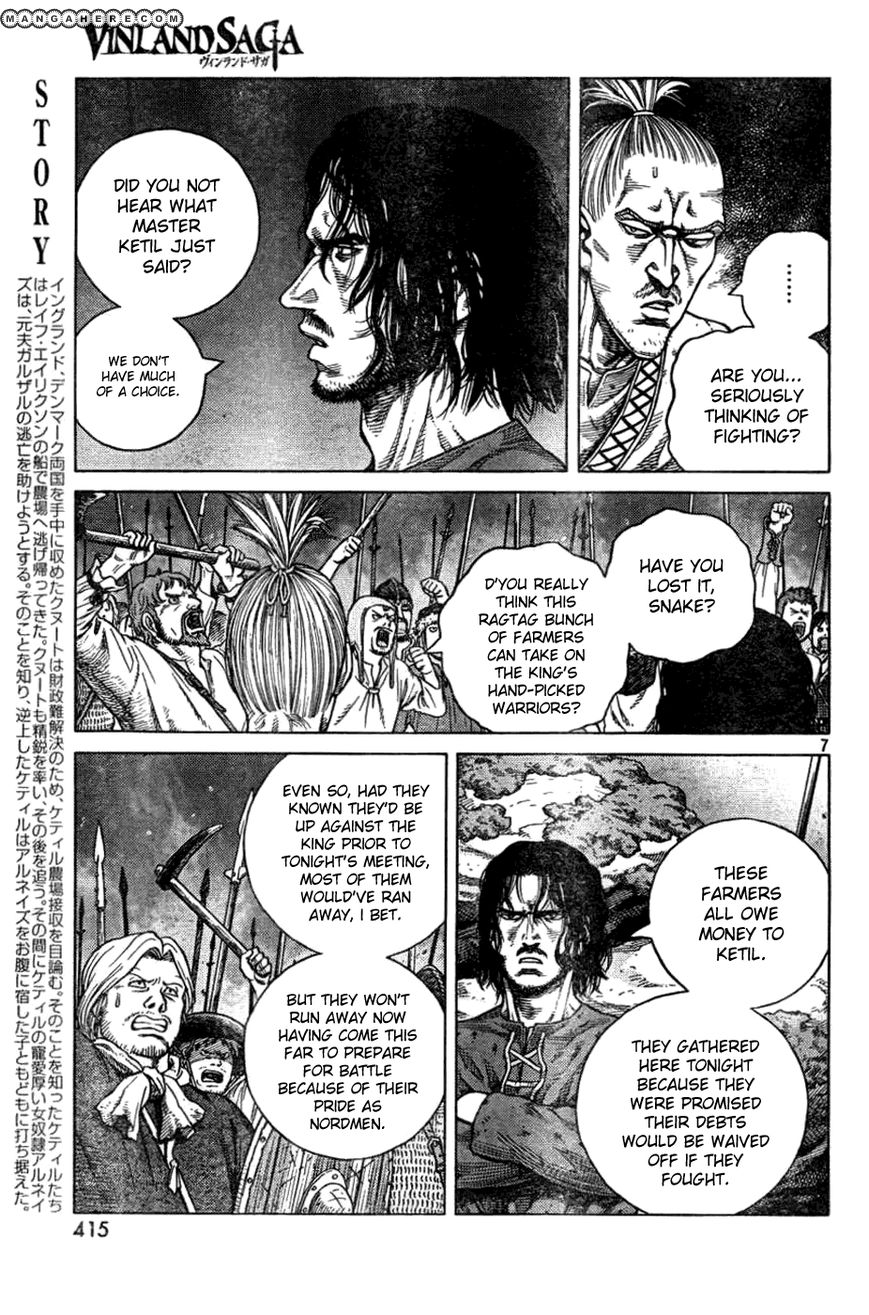 MANGAHERE.COM
VINLAND SAGA
ヴィンランド・サガ
STORY
イングランド、デンマーク両国を手中に収めたクヌートは財政難解決のため、ケティル農場接収を目論む。そのことを知ったケティルたち
はレイフ・エイリクソンの船で農場へ逃げ帰ってきた。クヌートも精鋭を率い、その後を追う。その間にケティルの寵愛厚い女奴隷アルネイ
ズは、元夫ガルザルの逃亡を助けようとする。そのことを知り、逆上したケティルはアルネイズをお腹に宿した子どもともに打ち据えた。
......
ARE YOU...
SERIOUSLY
THINKING OF
FIGHTING?
DID YOU NOT
HEAR WHAT
MASTER
KETIL JUST
SAID?
WE DON'T
HAVE MUCH
OF A CHOICE.
HAVE YOU
LOST IT,
SNAKE?
D'YOU REALLY
THINK THIS
RAGTAG BUNCH
OF FARMERS
CAN TAKE ON
THE KING'S
HAND-PICKED
WARRIORS?
7
THESE
FARMERS
ALL OWE
MONEY TO
KETIL.
THEY GATHERED
HERE TONIGHT
BECAUSE THEY
WERE PROMISED
THEIR DEBTS
WOULD BE WAIVED
OFF IF THEY
FOUGHT.
EVEN SO, HAD THEY
KNOWN THEY'D BE
UP AGAINST THE
KING PRIOR TO
TONIGHT'S MEETING,
MOST OF THEM
WOULD'VE RAN
AWAY, I BET.
BUT THEY WON'T
RUN AWAY NOW
HAVING COME THIS
FAR TO PREPARE
FOR BATTLE
BECAUSE OF THEIR
PRIDE AS
NORDMEN.
415